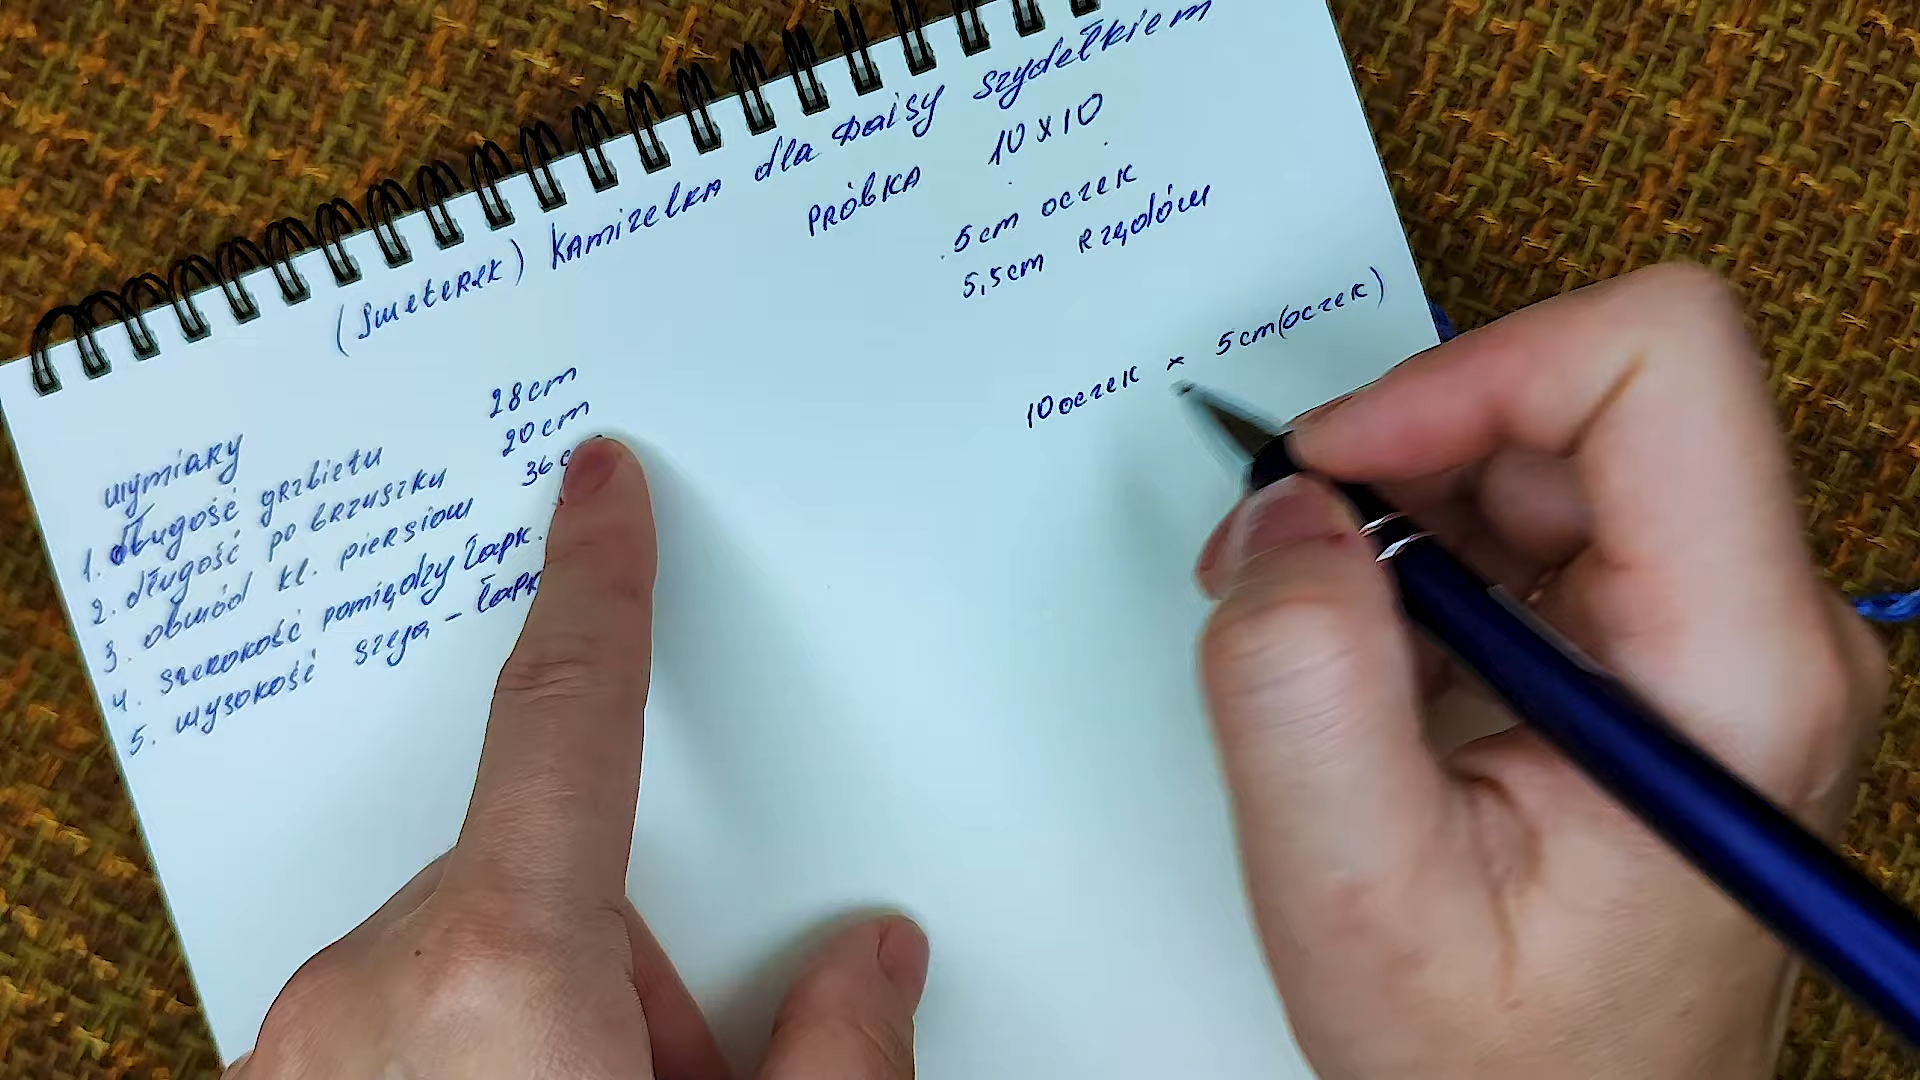 (sweterek) Kamizelka dla Daisy szydełkiem
PRÓBKA 10 x 10
5cm oczek
5,5cm Rzędów
10 oczek x 5cm (oczek)
wymiary
1. długość grzbietu 28cm
2. długość po brzuszku 20cm
3. obwód kl. piersiow 36c
4. szerokość pomiędzy łapk.
5. wysokość szyja - łapk